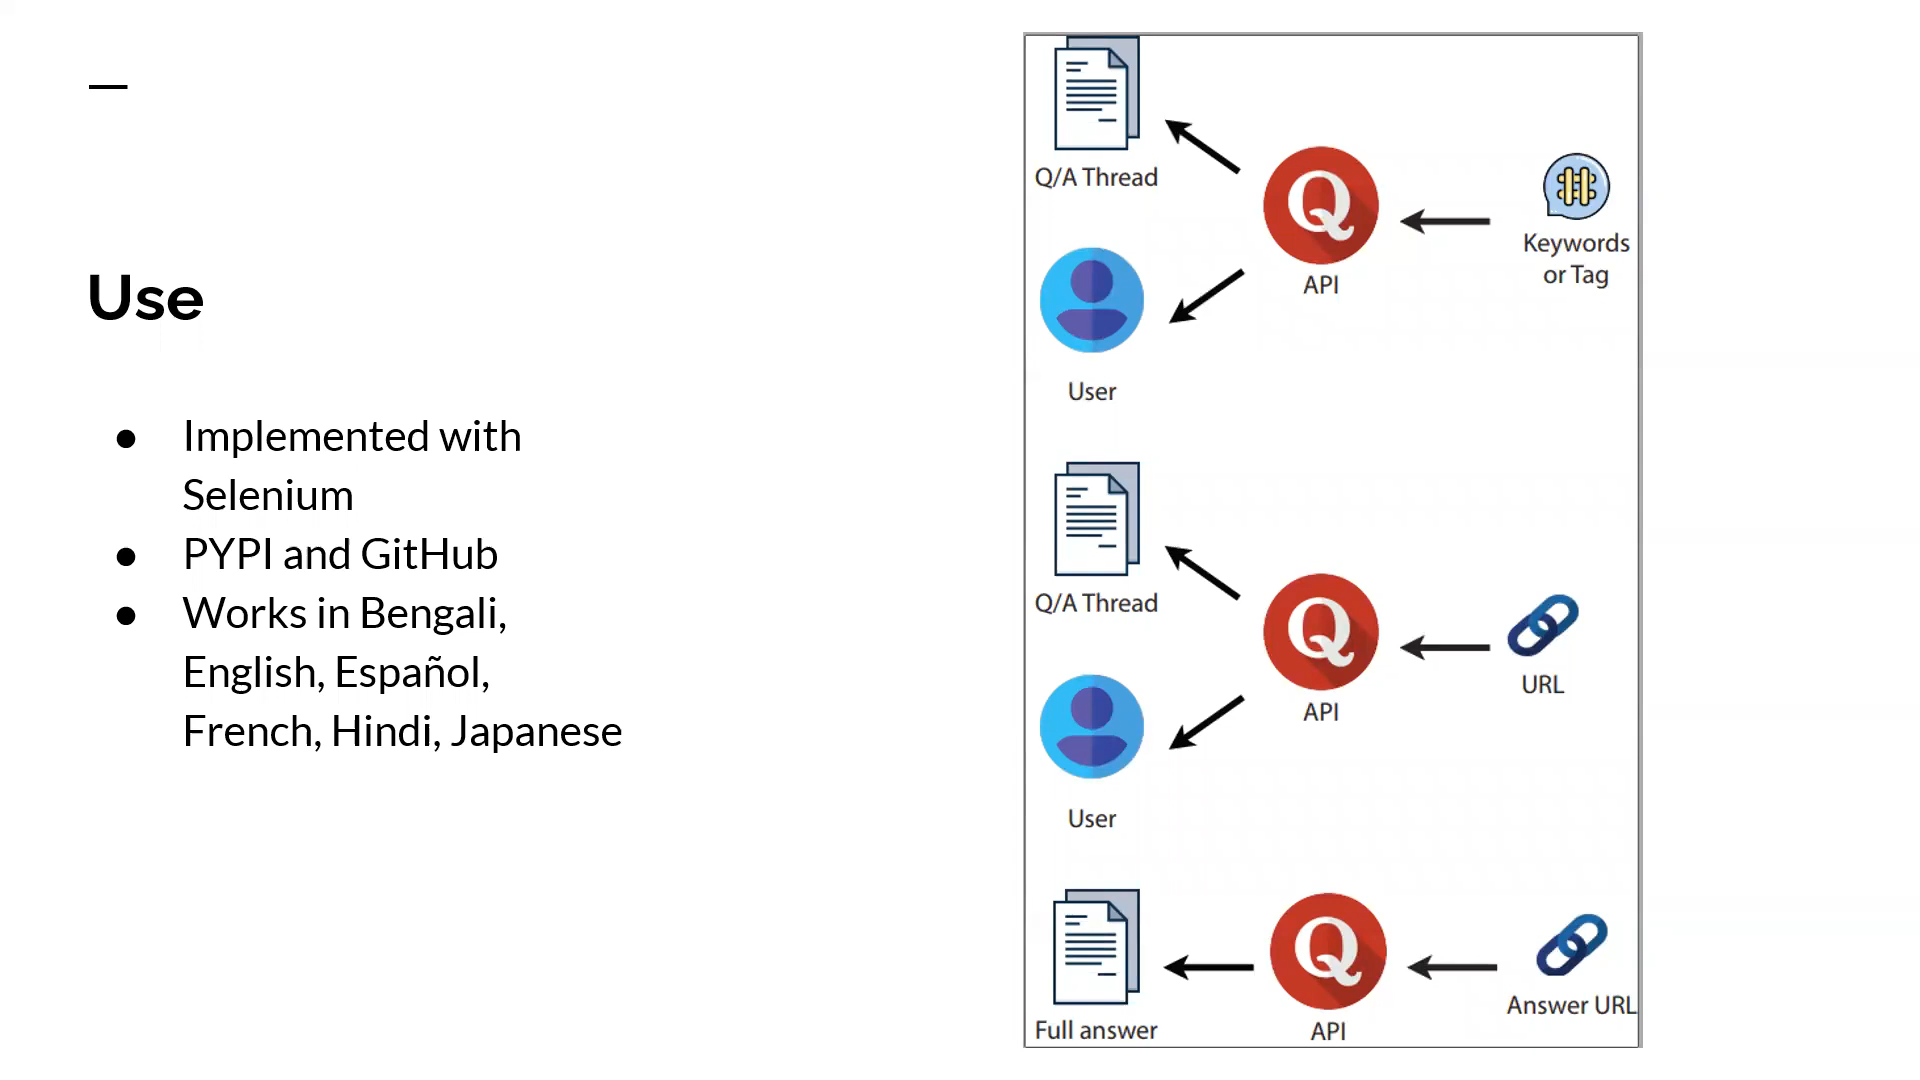 Use
● Implemented with
Selenium
● PYPI and GitHub
● Works in Bengali,
English, Español,
French, Hindi, Japanese
Q/A Thread
Q
API
Keywords
or Tag
User
Q/A Thread
Q
API
URL
User
Full answer
Q
API
Answer URL